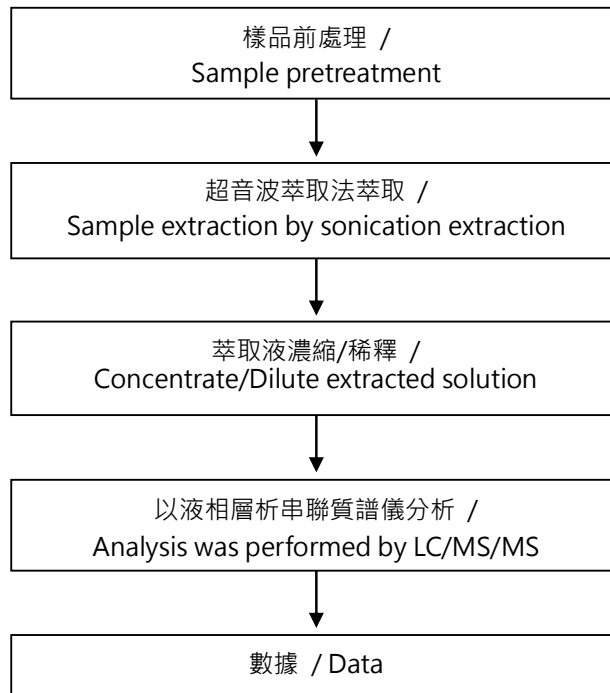 樣品前處理 /
Sample pretreatment
超音波萃取法萃取 /
Sample extraction by sonication extraction
萃取液濃縮/稀釋 /
Concentrate/Dilute extracted solution
以液相層析串聯質譜儀分析 /
Analysis was performed by LC/MS/MS
數據 / Data